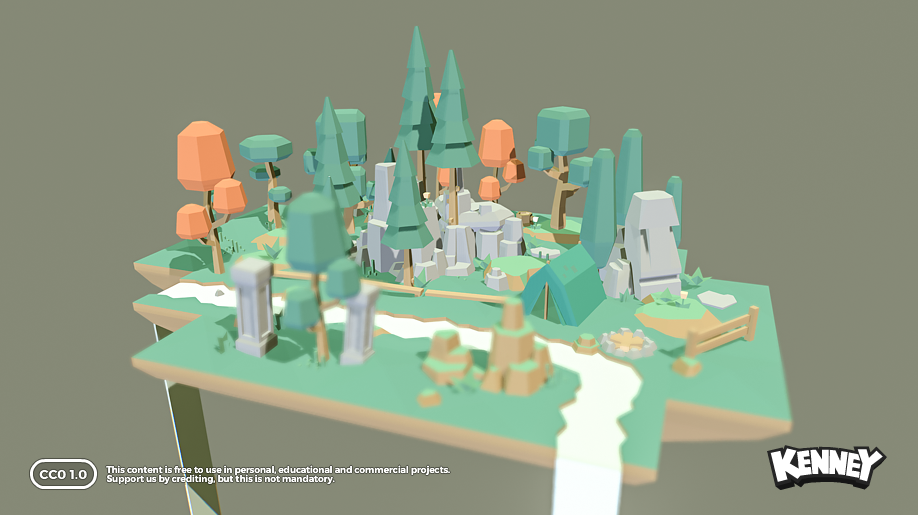 CC0 1.0
This content is free to use in personal, educational and commercial projects.
Support us by crediting, but this is not mandatory.
KENNEY